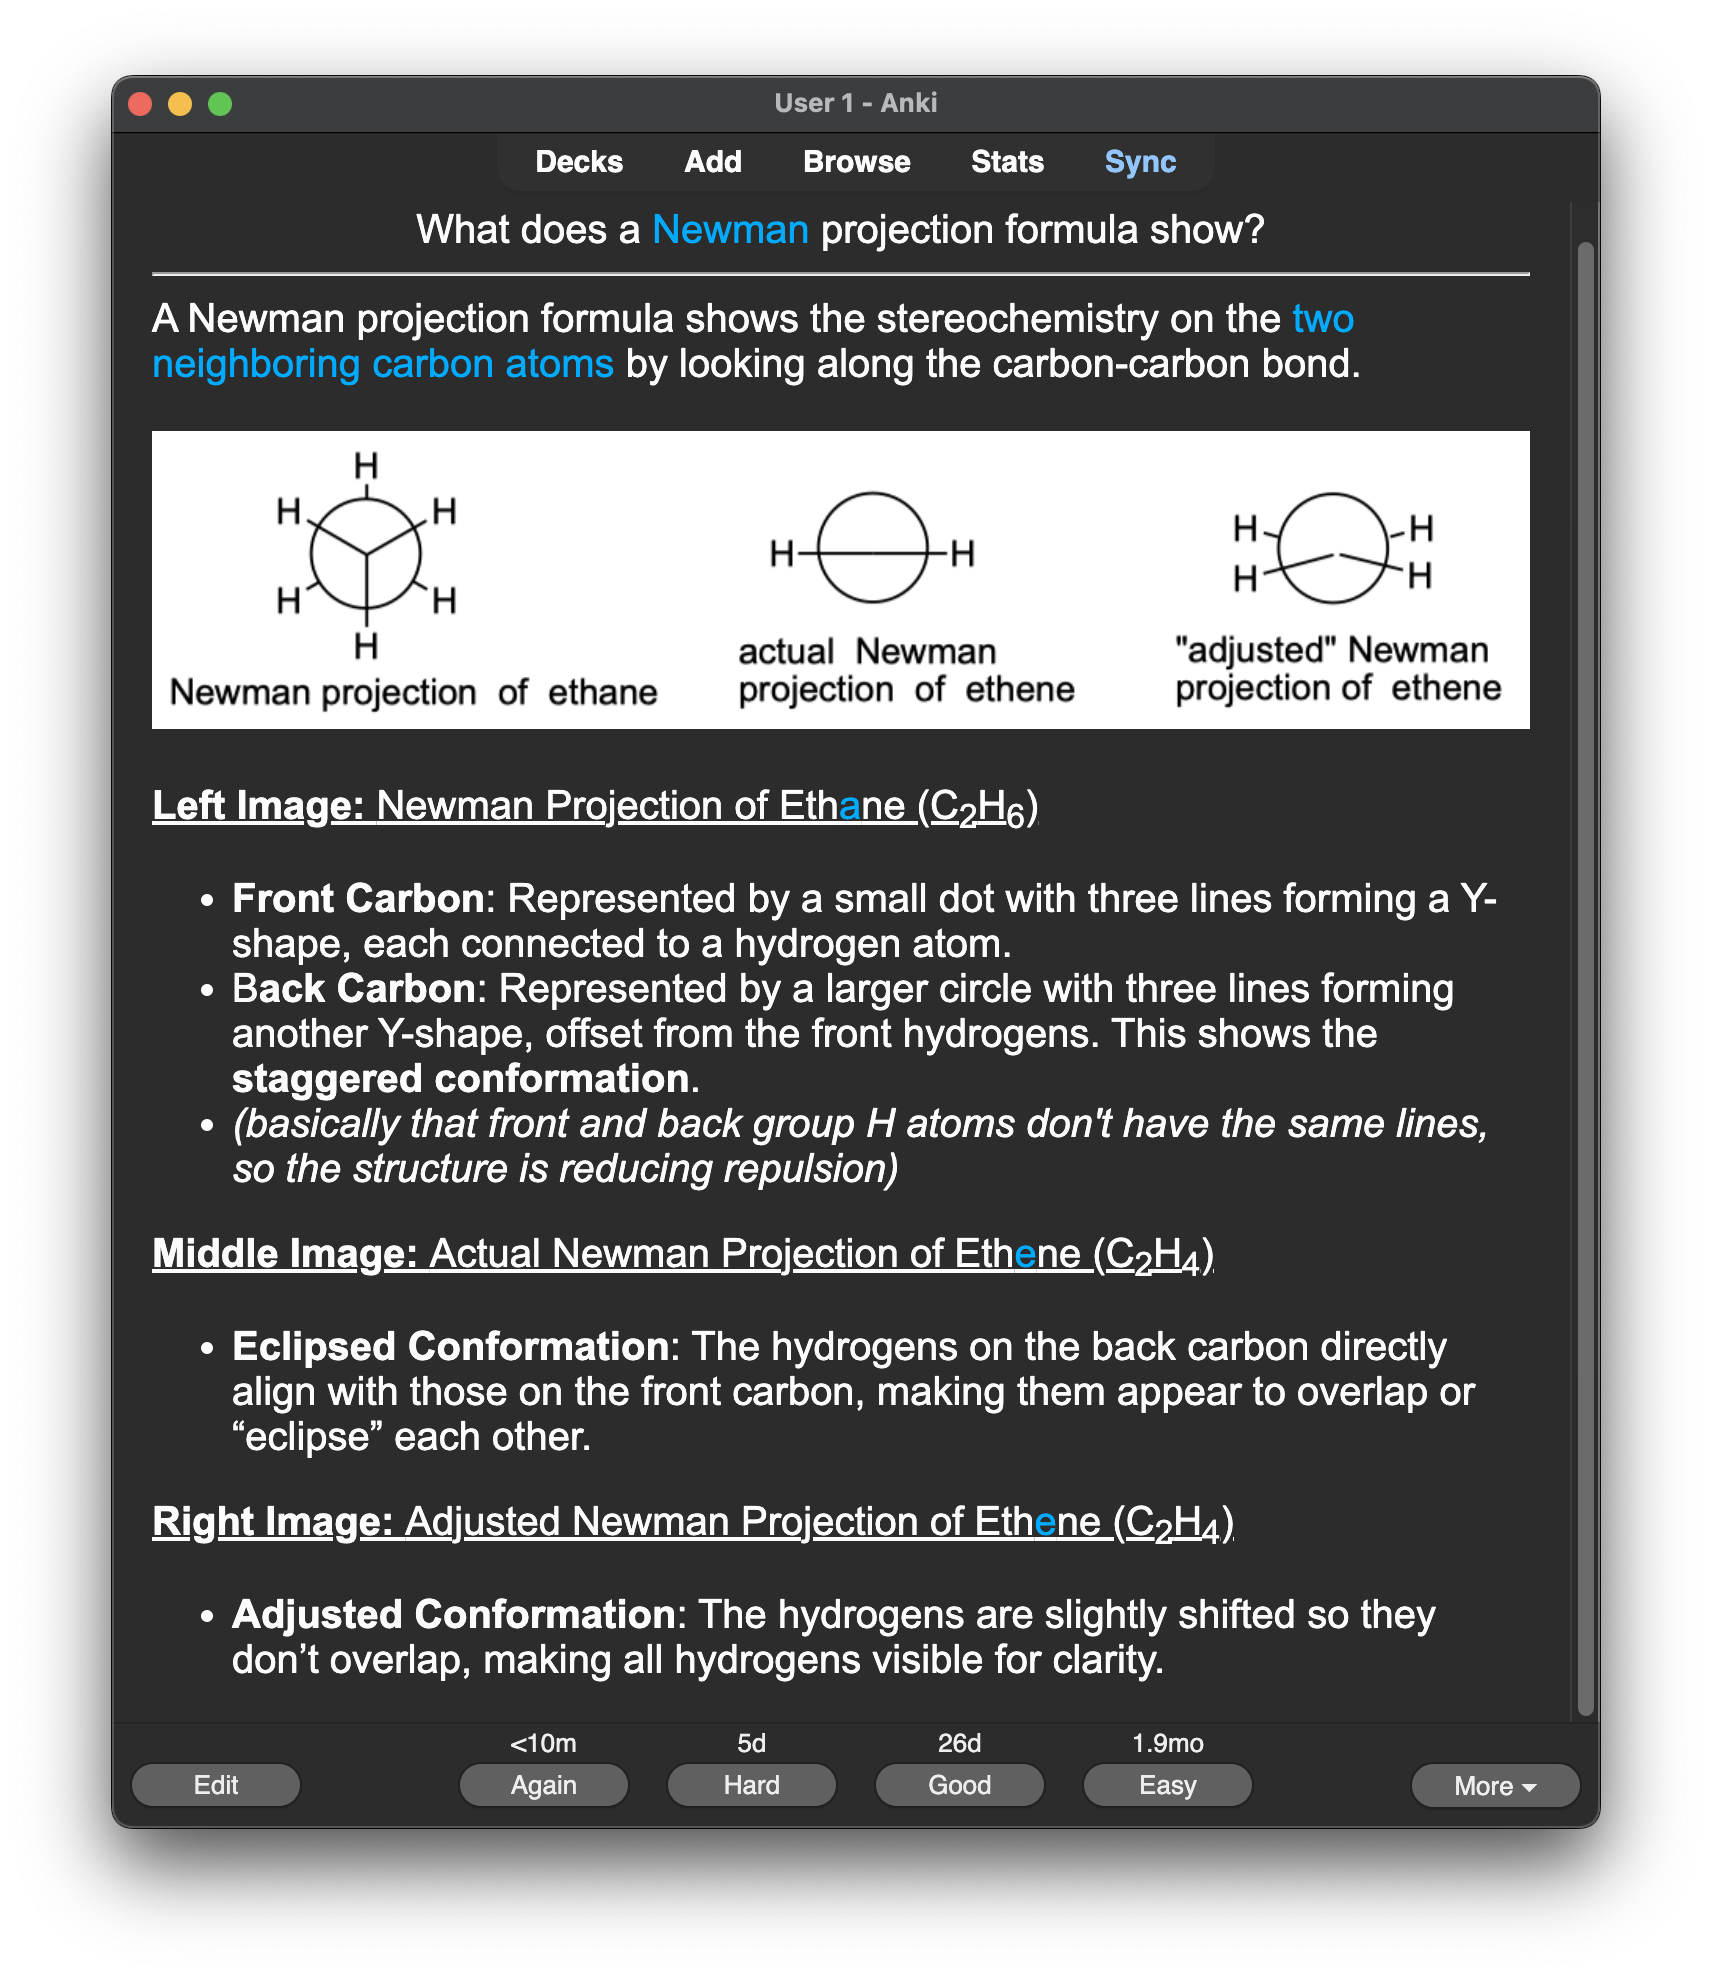 User 1 - Anki
Decks Add Browse Stats Sync
What does a Newman projection formula show?
A Newman projection formula shows the stereochemistry on the two
neighboring carbon atoms by looking along the carbon-carbon bond.
H
H H
H H
H
Newman projection of ethane
H H
actual Newman
projection of ethene
H H
H H
"adjusted" Newman
projection of ethene
Left Image: Newman Projection of Ethane (C₂H₆)
• Front Carbon: Represented by a small dot with three lines forming a Y-
shape, each connected to a hydrogen atom.
• Back Carbon: Represented by a larger circle with three lines forming
another Y-shape, offset from the front hydrogens. This shows the
staggered conformation.
• (basically that front and back group H atoms don't have the same lines,
so the structure is reducing repulsion)
Middle Image: Actual Newman Projection of Ethene (C₂H₄)
• Eclipsed Conformation: The hydrogens on the back carbon directly
align with those on the front carbon, making them appear to overlap or
“eclipse” each other.
Right Image: Adjusted Newman Projection of Ethene (C₂H₄)
• Adjusted Conformation: The hydrogens are slightly shifted so they
don’t overlap, making all hydrogens visible for clarity.
<10m 5d 26d 1.9mo
Edit Again Hard Good Easy More